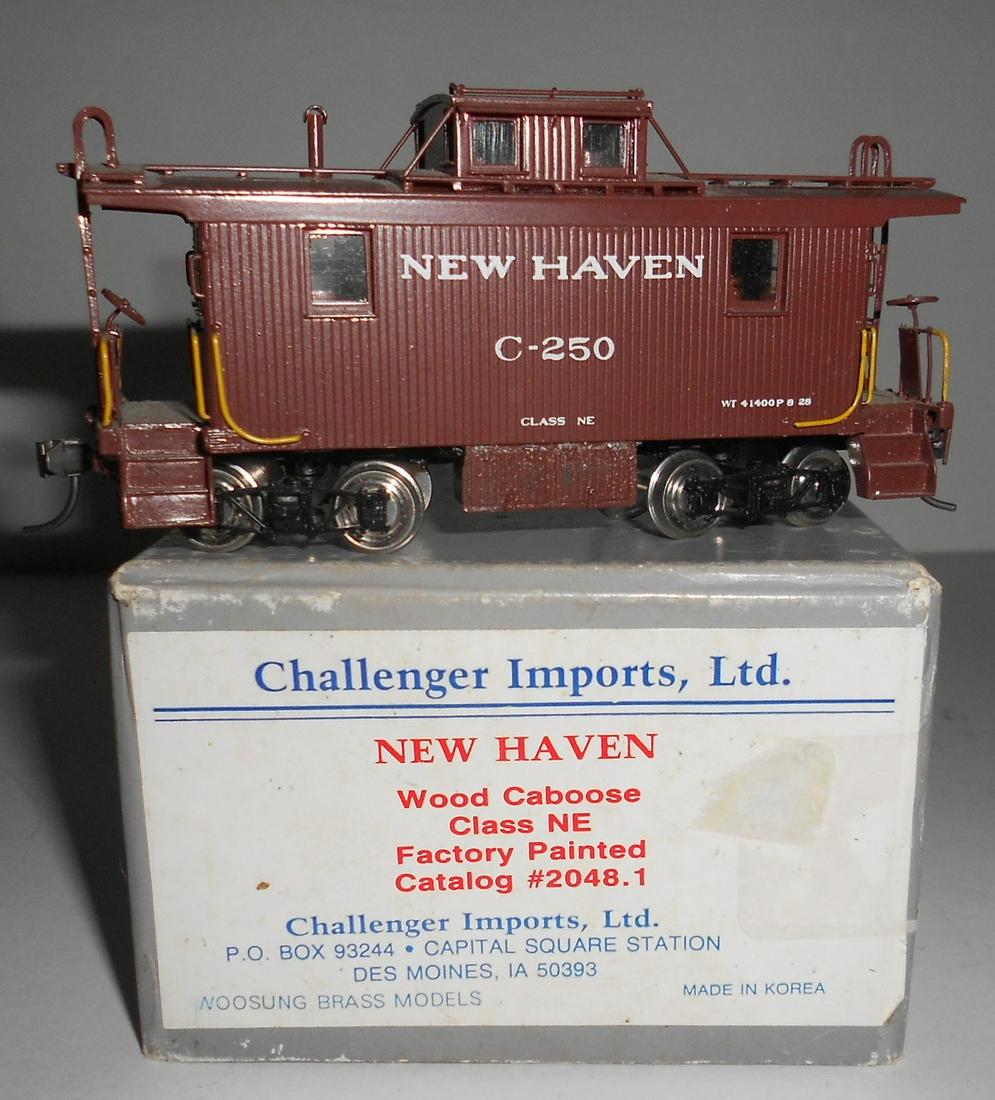 NEW HAVEN
C-250
WT 41400 P 8 28
CLASS NE
Challenger Imports, Ltd.
NEW HAVEN
Wood Caboose
Class NE
Factory Painted
Catalog #2048.1
Challenger Imports, Ltd.
P.O. BOX 93244 • CAPITAL SQUARE STATION
DES MOINES, IA 50393
WOOSUNG BRASS MODELS
MADE IN KOREA